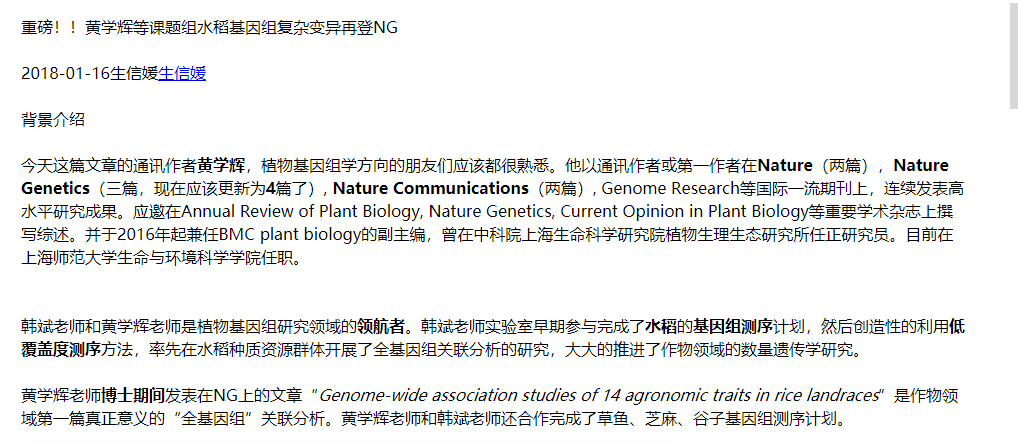 重磅！！黄学辉等课题组水稻基因组复杂变异再登NG
2018-01-16生信媛生信媛
背景介绍
今天这篇文章的通讯作者黄学辉，植物基因组学方向的朋友们应该都很熟悉。他以通讯作者或第一作者在Nature（两篇），Nature
Genetics（三篇，现在应该更新为4篇了）, Nature Communications（两篇）, Genome Research等国际一流期刊上，连续发表高
水平研究成果。应邀在Annual Review of Plant Biology, Nature Genetics, Current Opinion in Plant Biology等重要学术杂志上撰
写综述。并于2016年起兼任BMC plant biology的副主编，曾在中科院上海生命科学研究院植物生理生态研究所任正研究员。目前在
上海师范大学生命与环境科学学院任职。
韩斌老师和黄学辉老师是植物基因组研究领域的领航者。韩斌老师实验室早期参与完成了水稻的基因组测序计划，然后创造性的利用低
覆盖度测序方法，率先在水稻种质资源群体开展了全基因组关联分析的研究，大大的推进了作物领域的数量遗传学研究。
黄学辉老师博士期间发表在NG上的文章“Genome-wide association studies of 14 agronomic traits in rice landraces”是作物领
域第一篇真正意义的“全基因组”关联分析。黄学辉老师和韩斌老师还合作完成了草鱼、芝麻、谷子基因组测序计划。